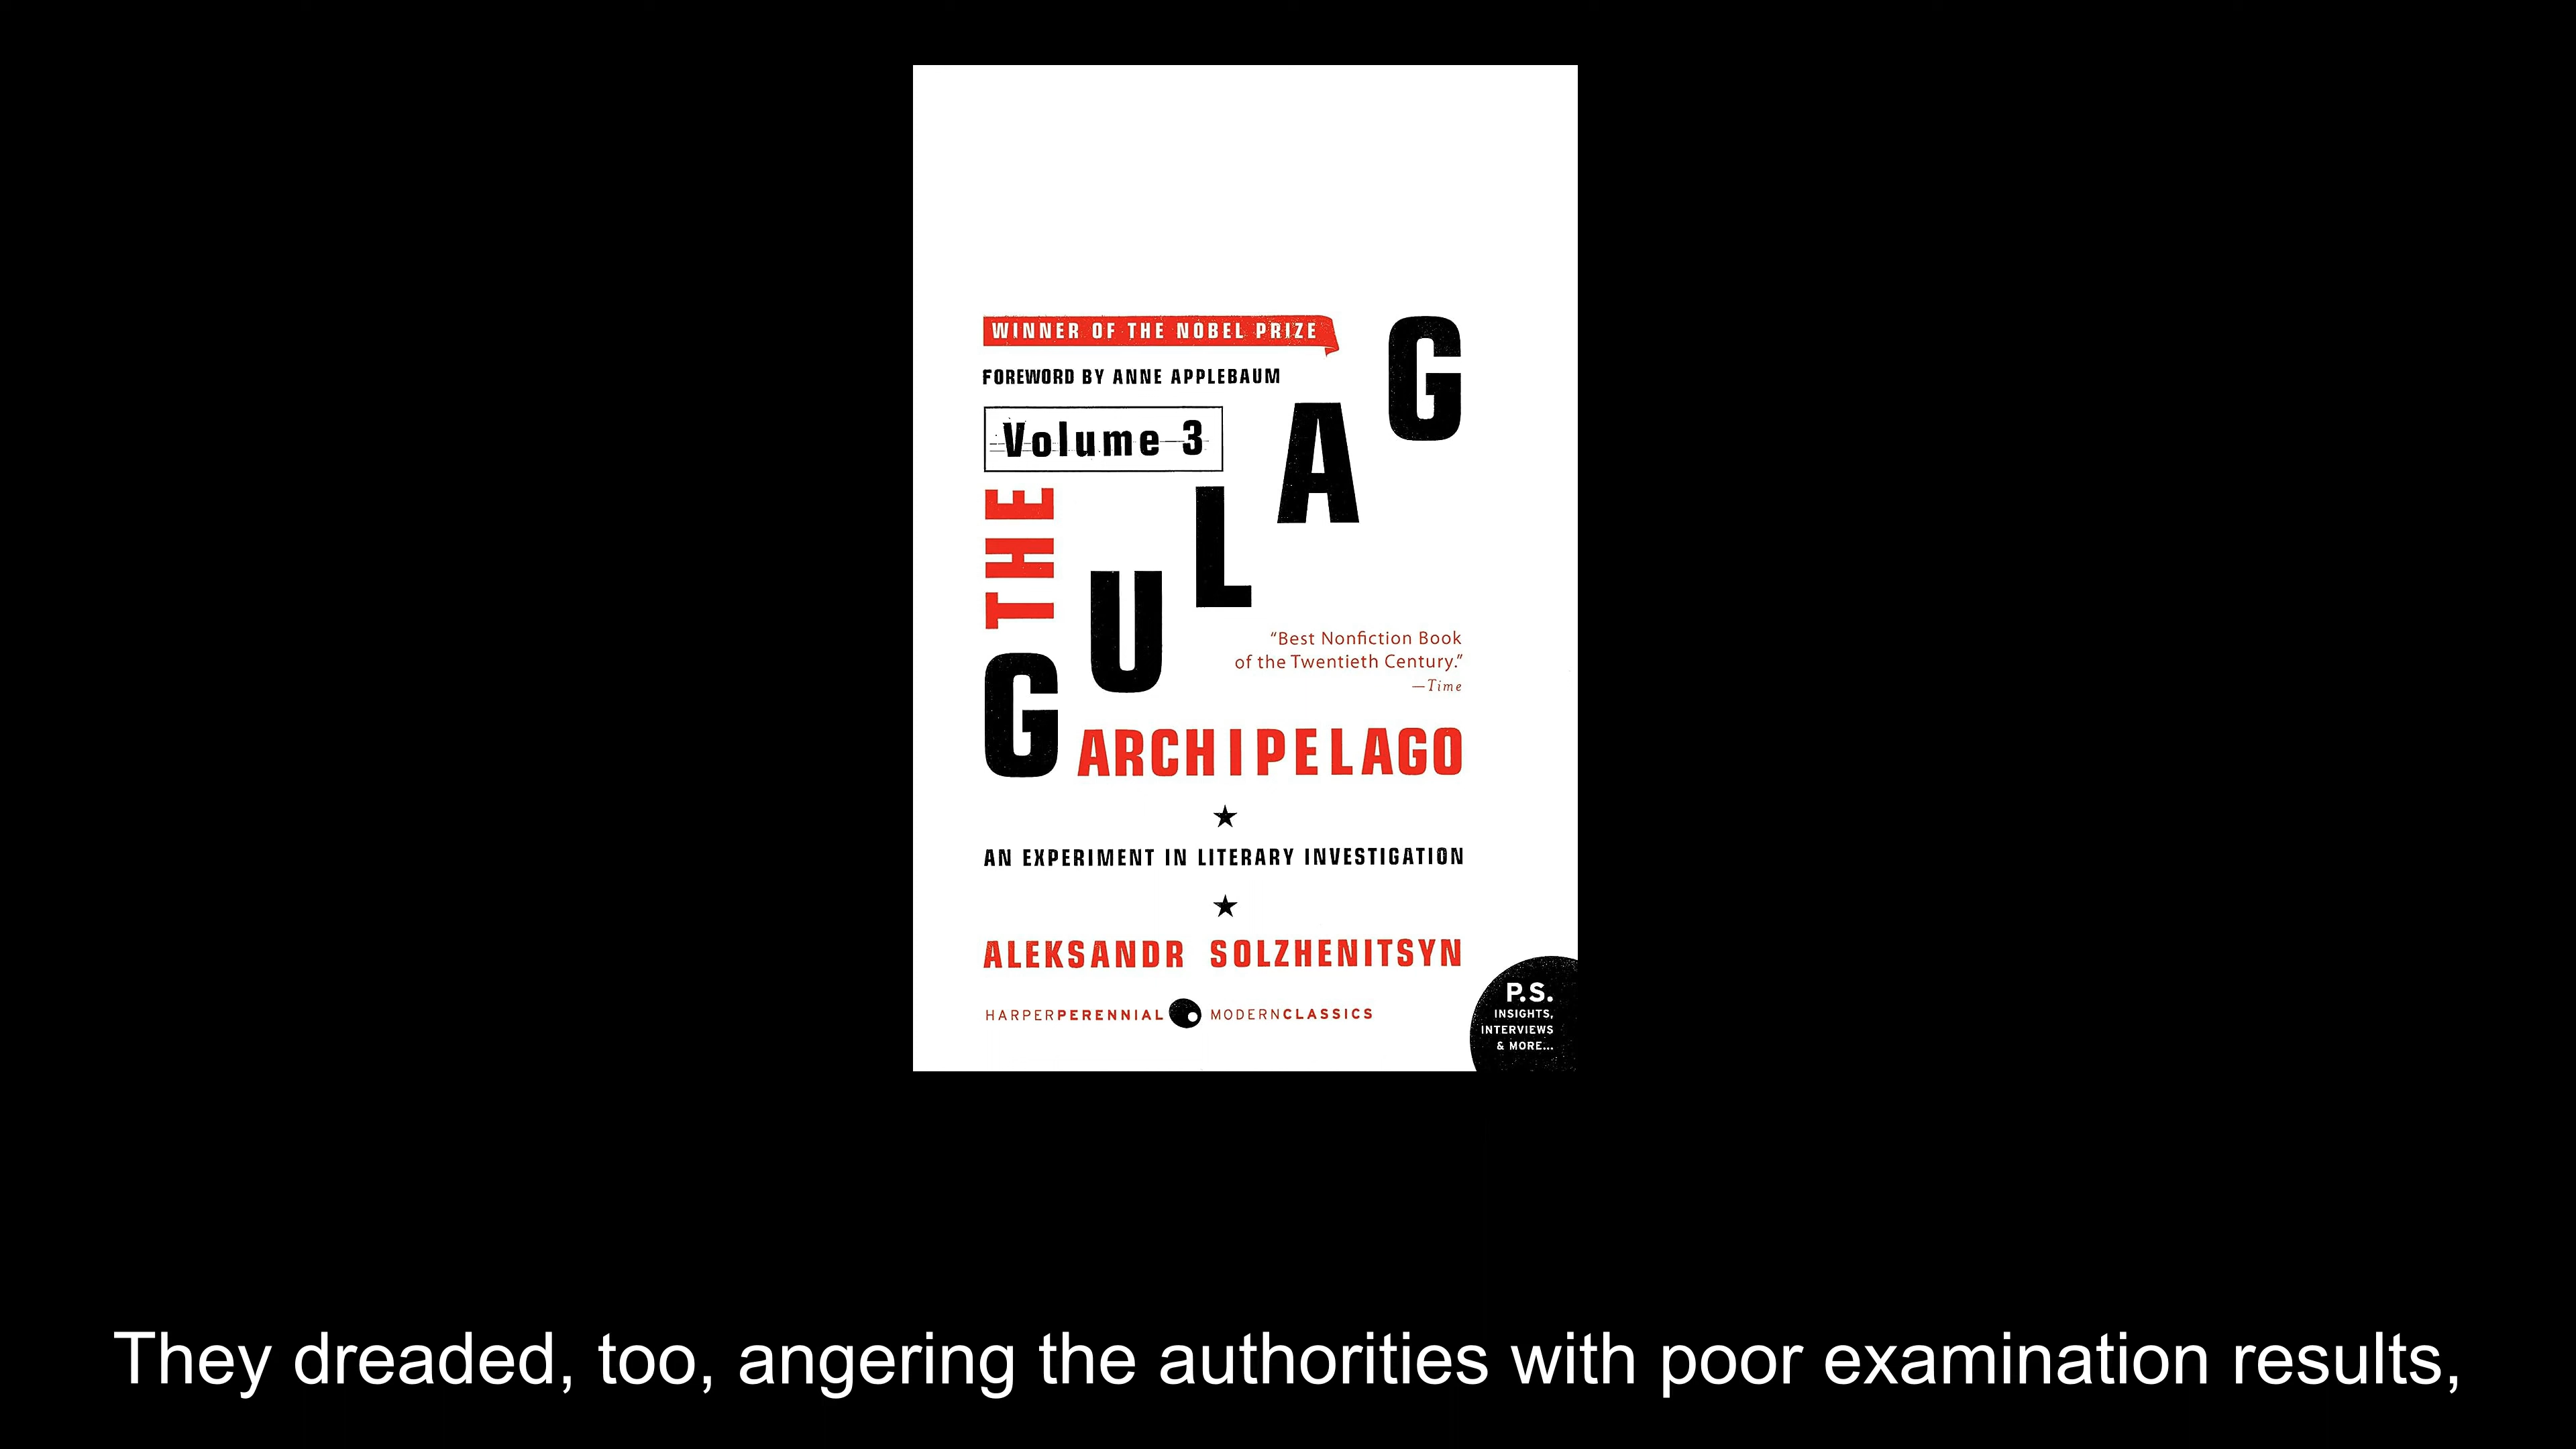 WINNER OF THE NOBEL PRIZE
FOREWORD BY ANNE APPLEBAUM
Volume 3
THE
GULAG
"Best Nonfiction Book
of the Twentieth Century."
—Time
ARCHIPELAGO
AN EXPERIMENT IN LITERARY INVESTIGATION
ALEKSANDR SOLZHENITSYN
HARPERPERENNIAL MODERNCLASSICS
P.S.
INSIGHTS,
INTERVIEWS
& MORE...
They dreaded, too, angering the authorities with poor examination results,